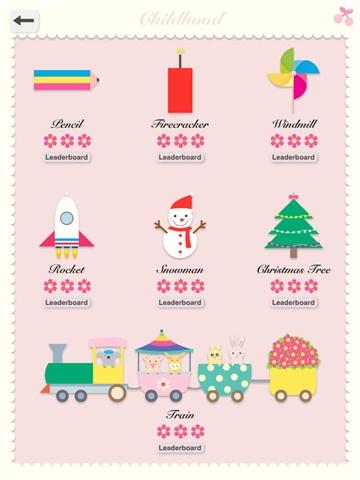 Childhood
Pencil Firecracker Windmill
Leaderboard Leaderboard Leaderboard
Rocket Snowman Christmas Tree
Leaderboard Leaderboard Leaderboard
Train
Leaderboard